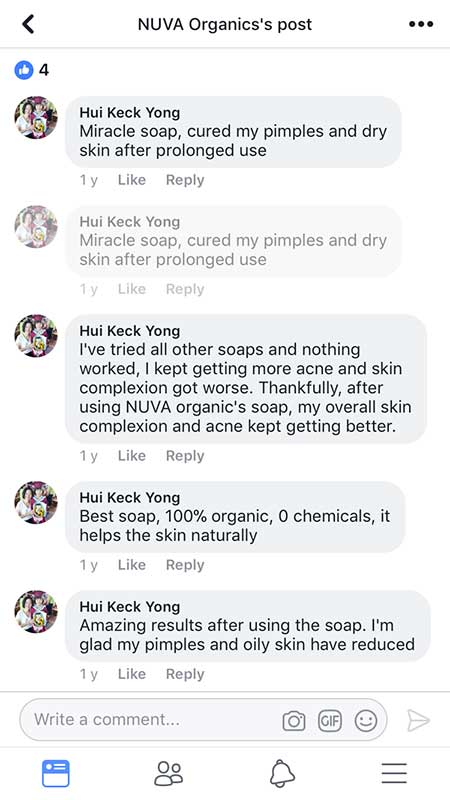 NUVA Organics's post
4
Hui Keck Yong
Miracle soap, cured my pimples and dry
skin after prolonged use
1 y Like Reply
Hui Keck Yong
Miracle soap, cured my pimples and dry
skin after prolonged use
1 y Like Reply
Hui Keck Yong
I've tried all other soaps and nothing
worked, I kept getting more acne and skin
complexion got worse. Thankfully, after
using NUVA organic's soap, my overall skin
complexion and acne kept getting better.
1 y Like Reply
Hui Keck Yong
Best soap, 100% organic, 0 chemicals, it
helps the skin naturally
1 y Like Reply
Hui Keck Yong
Amazing results after using the soap. I'm
glad my pimples and oily skin have reduced
1 y Like Reply
Write a comment...
GIF